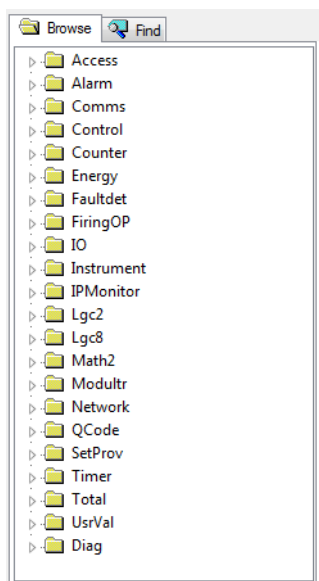 Browse Find
Access
Alarm
Comms
Control
Counter
Energy
Faultdet
FiringOP
IO
Instrument
IPMonitor
Lgc2
Lgc8
Math2
Modultr
Network
QCode
SetProv
Timer
Total
UsrVal
Diag